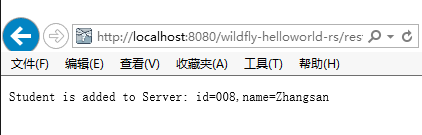 http://localhost:8080/wildfly-helloworld-rs/res
文件(F) 编辑(E) 查看(V) 收藏夹(A) 工具(T) 帮助(H)
Student is added to Server: id=008,name=Zhangsan